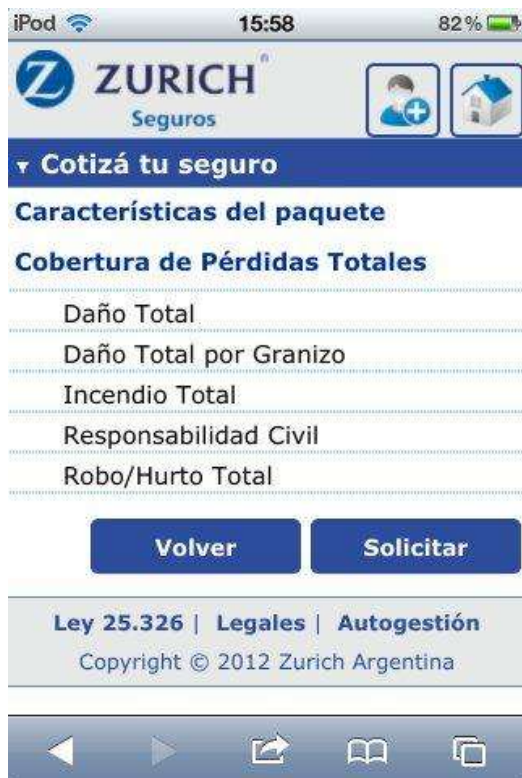 iPod 15:58 82%
Z ZURICH®
Seguros
▾ Cotizá tu seguro
Características del paquete
Cobertura de Pérdidas Totales
Daño Total
Daño Total por Granizo
Incendio Total
Responsabilidad Civil
Robo/Hurto Total
Volver Solicitar
Ley 25.326 | Legales | Autogestión
Copyright © 2012 Zurich Argentina